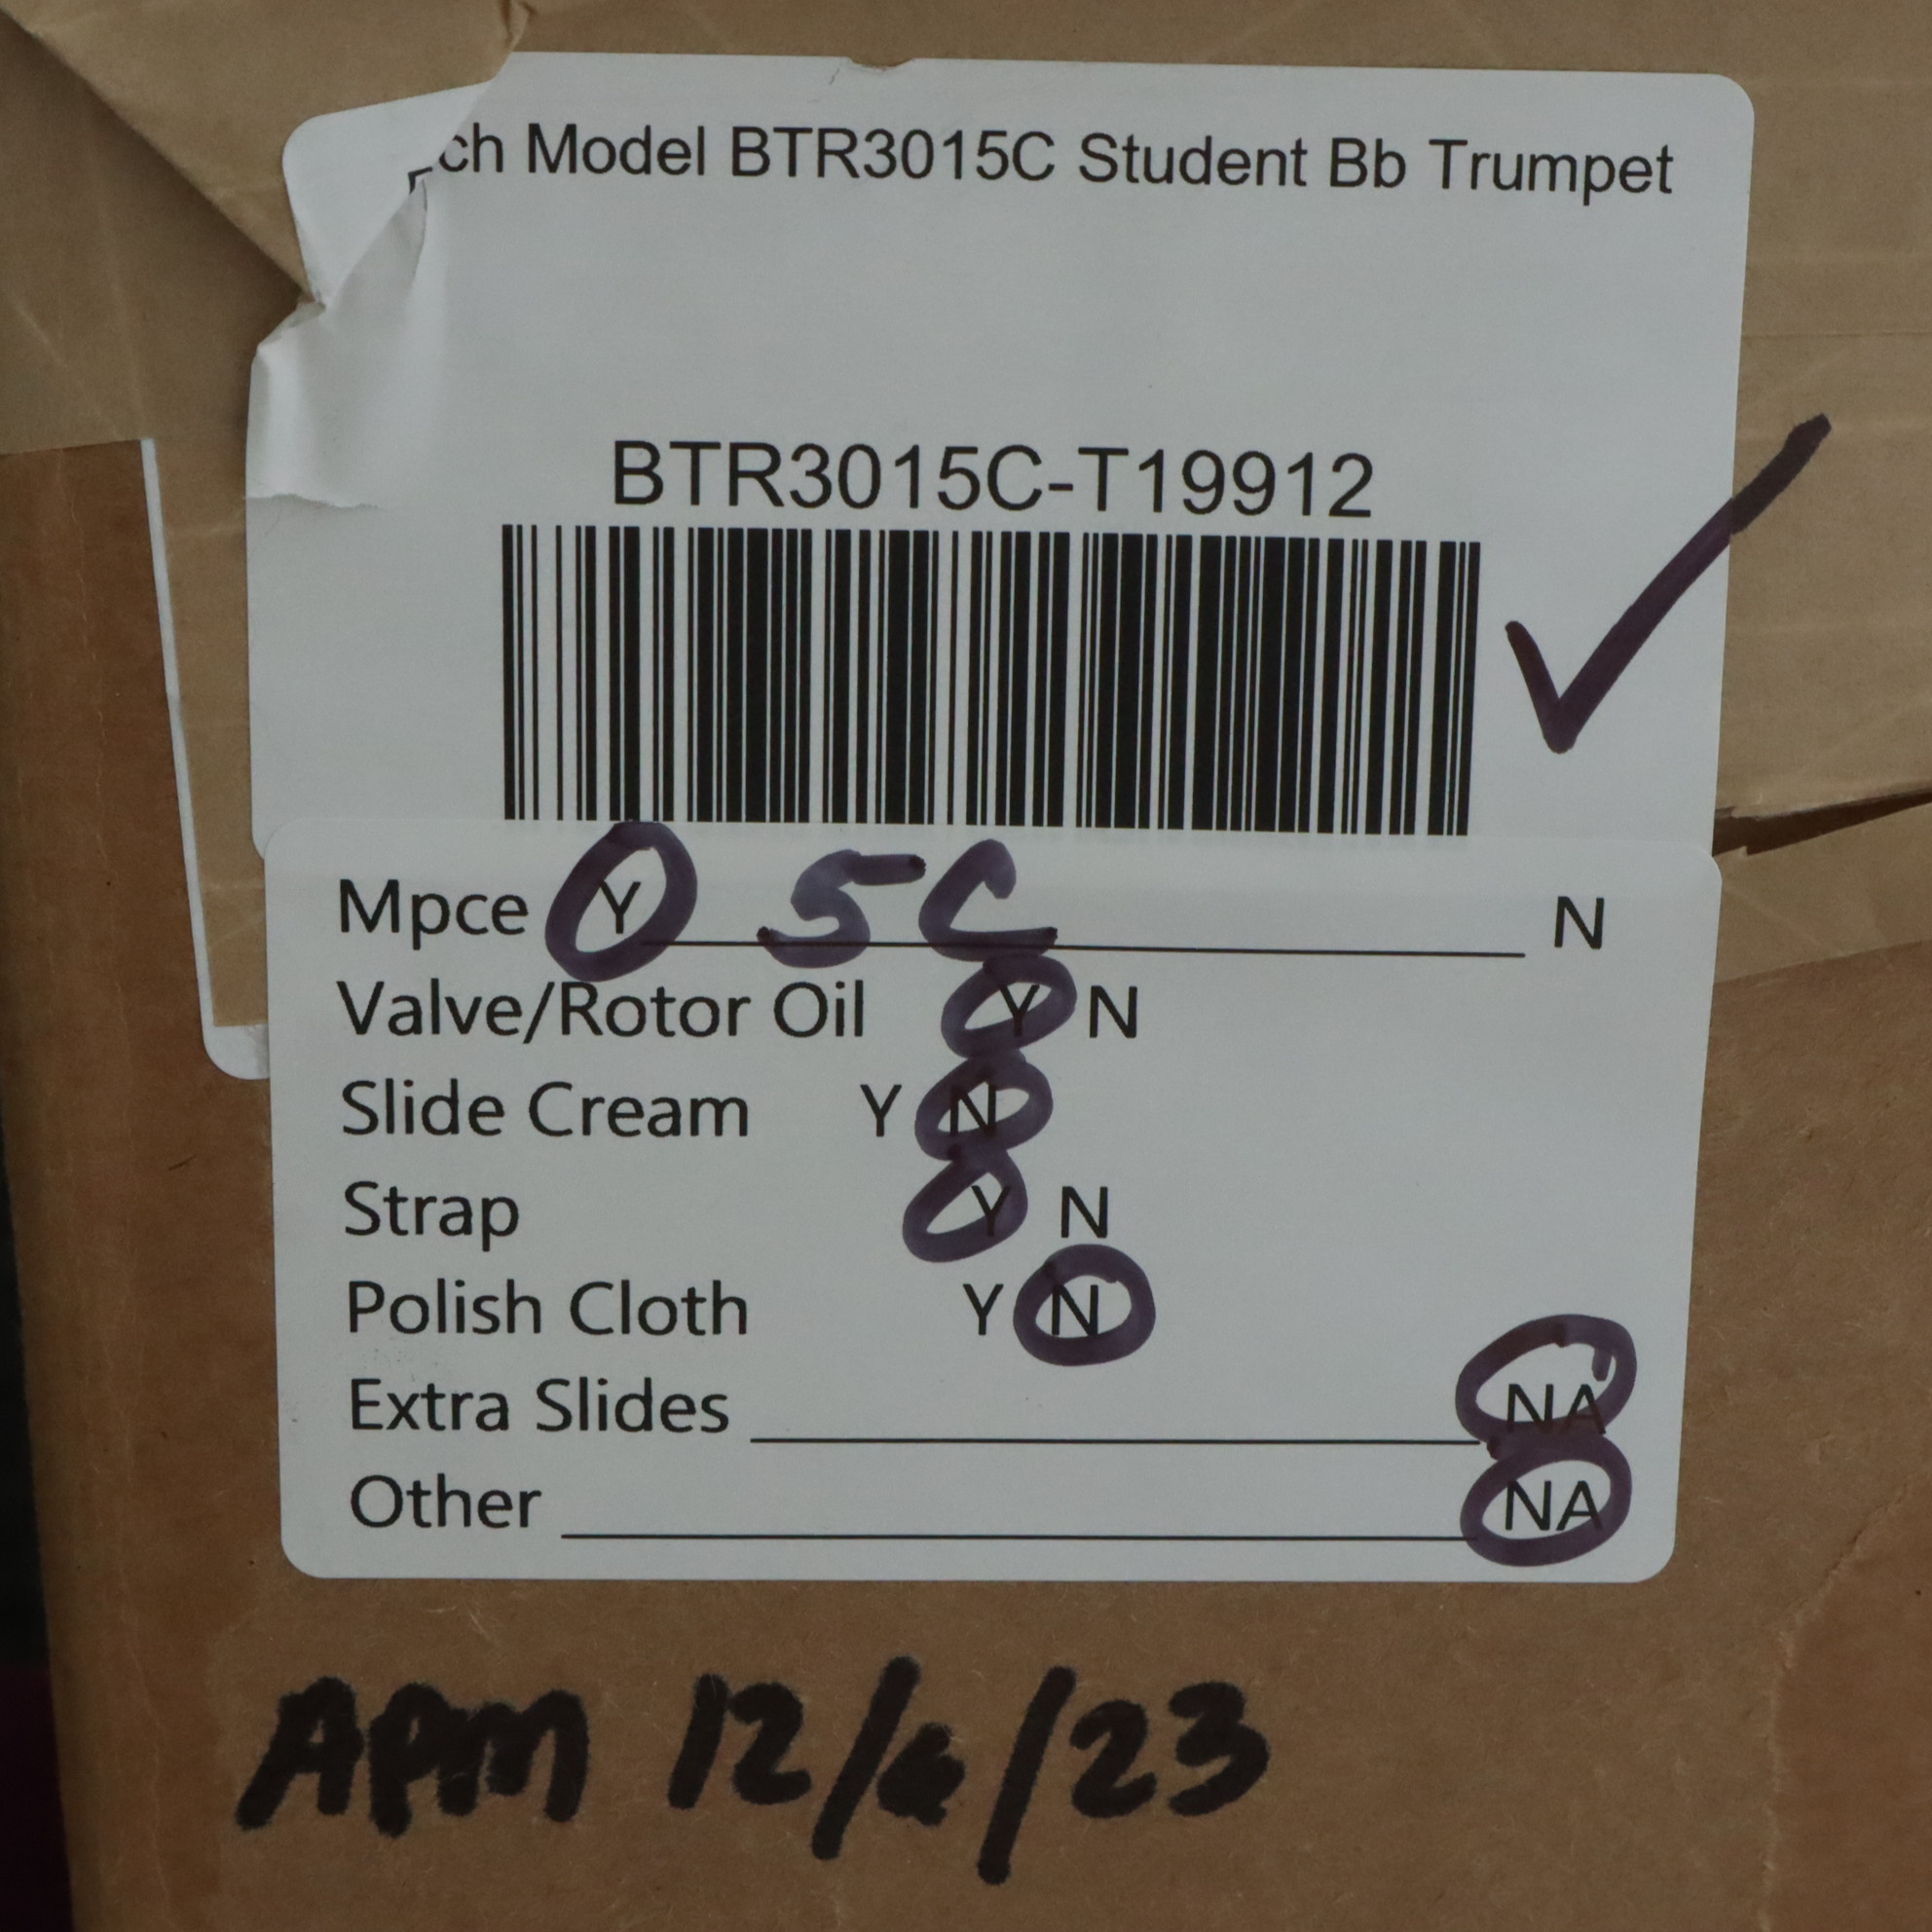 ch Model BTR3015C Student Bb Trumpet
BTR3015C-T19912
Mpce Y 5C N
Valve/Rotor Oil Y N
Slide Cream Y N
Strap Y N
Polish Cloth Y N
Extra Slides NA
Other NA
APM 12/6/23